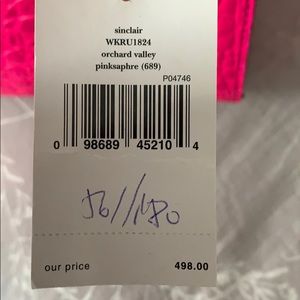 sinclair
WKRU1824
orchard valley
pinksaphre (689)
P04746
0 98689 45210 4
our price 498.00